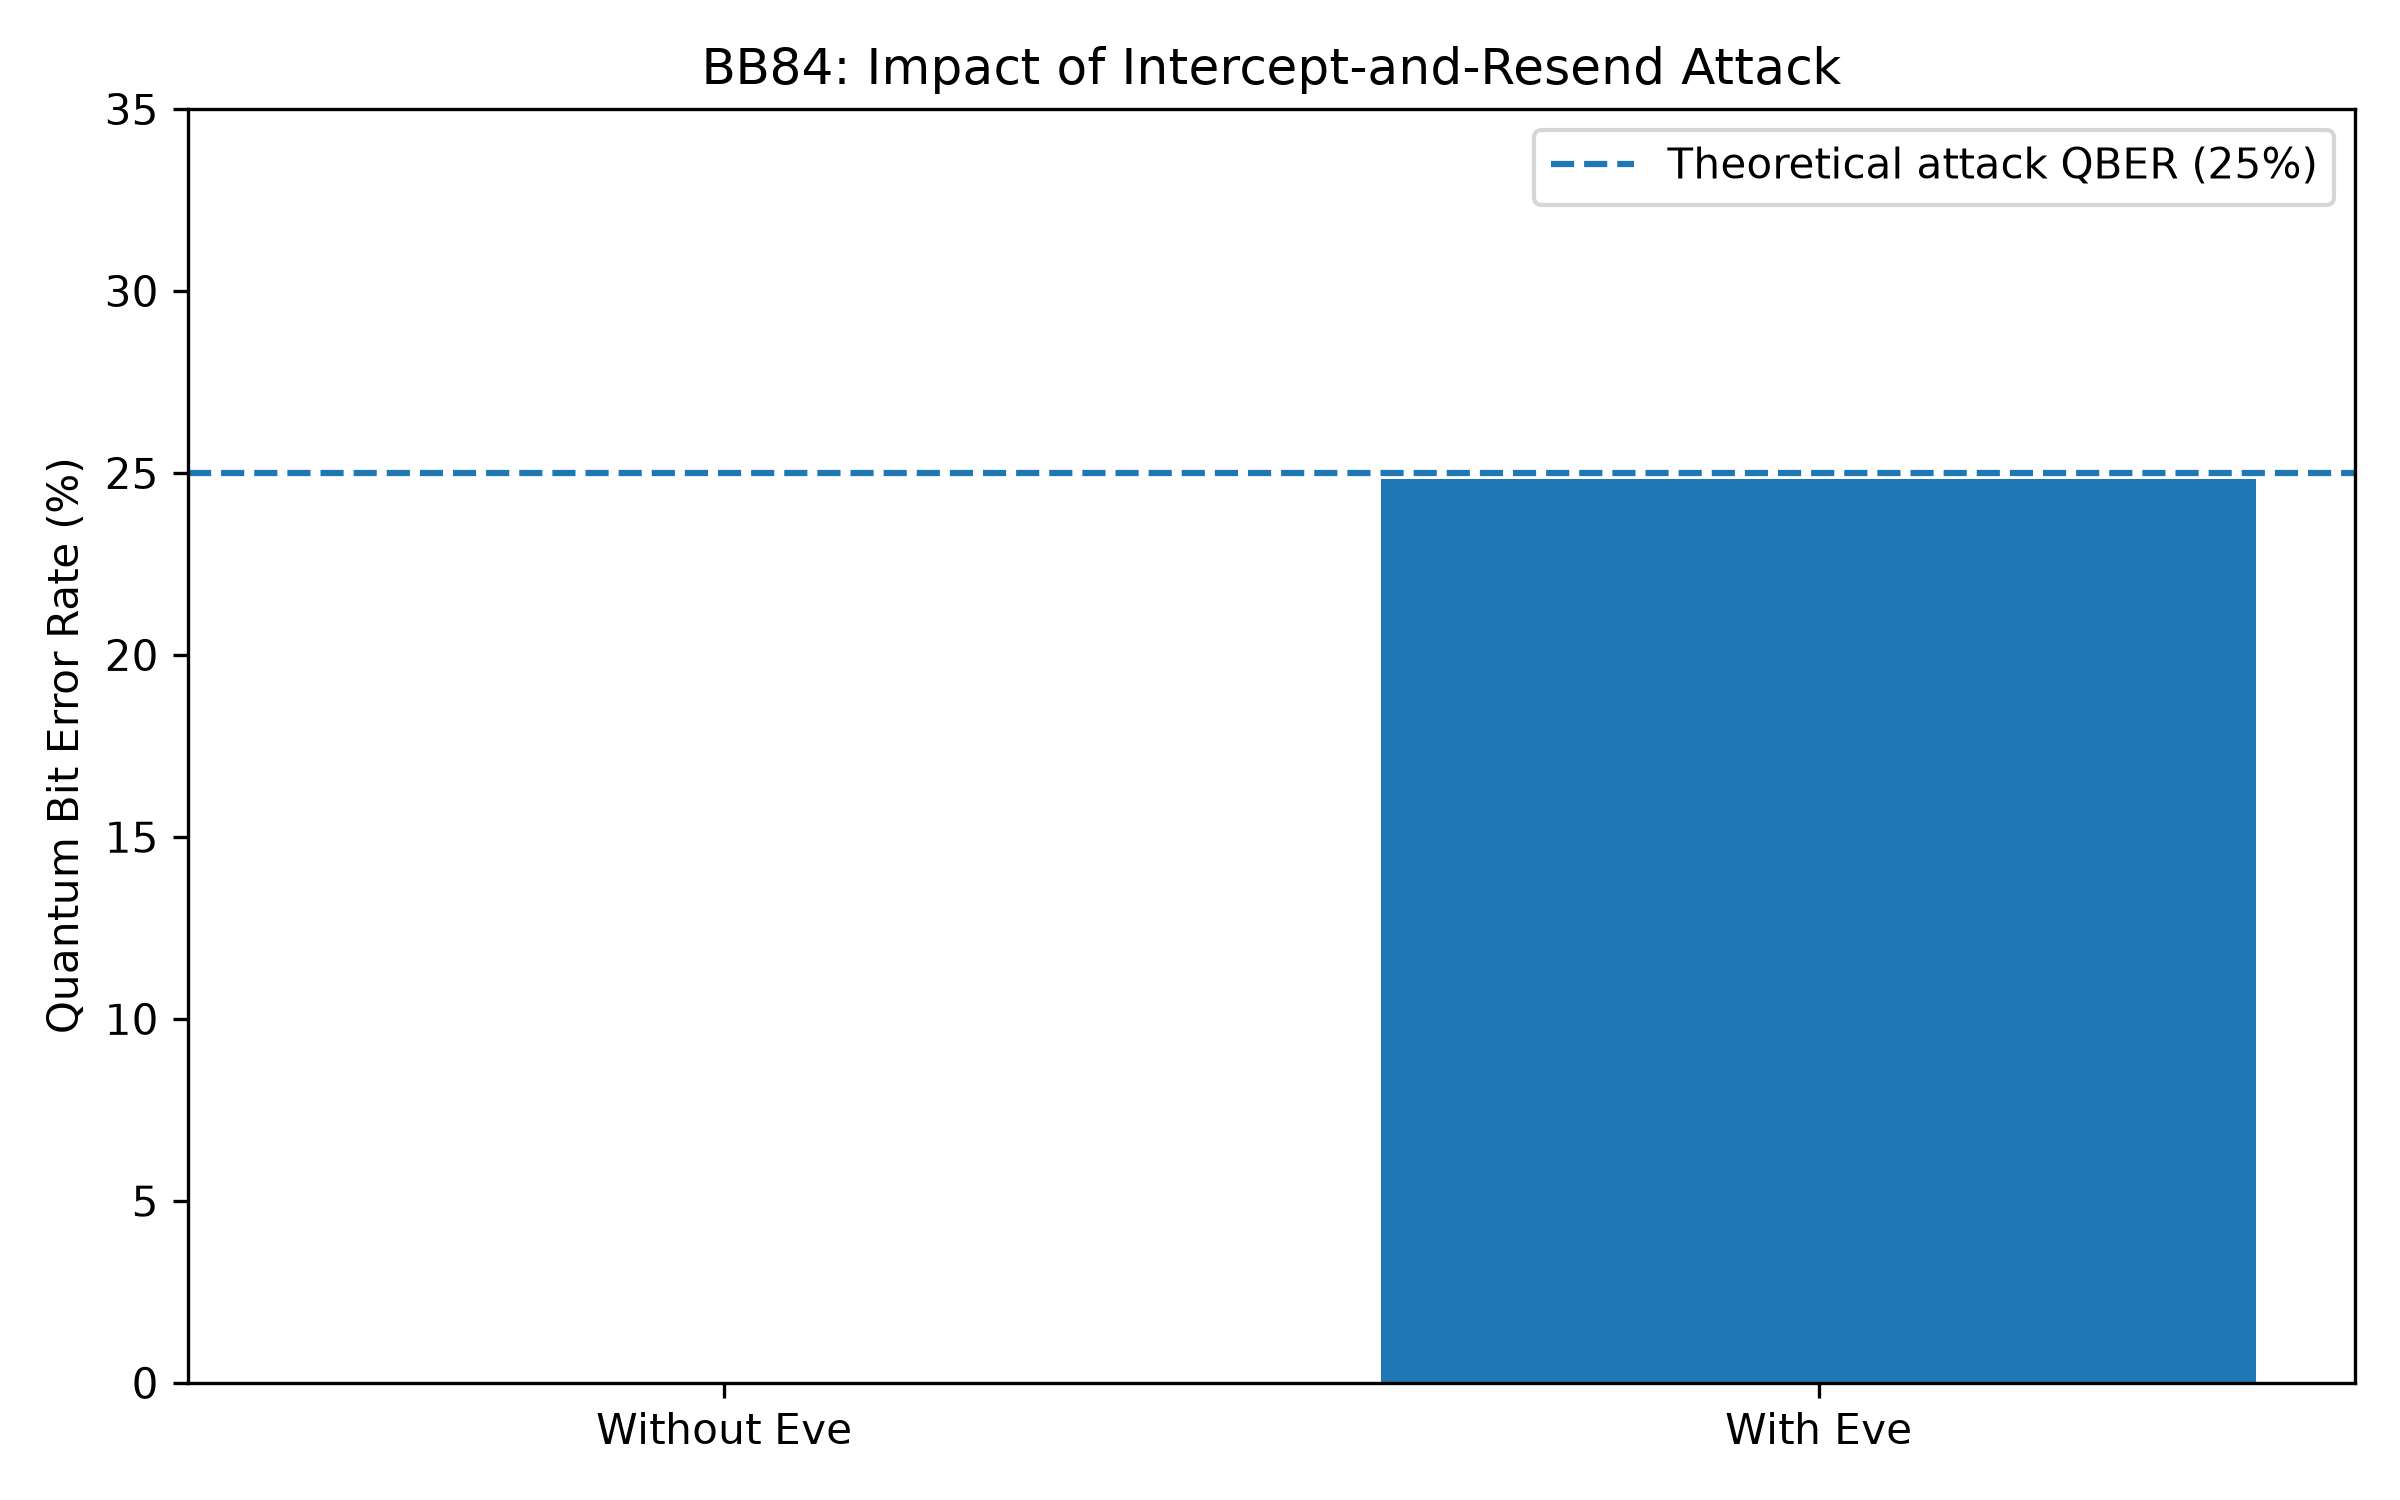 BB84: Impact of Intercept-and-Resend Attack
Theoretical attack QBER (25%)
Quantum Bit Error Rate (%)
35
30
25
20
15
10
5
0
Without Eve
With Eve